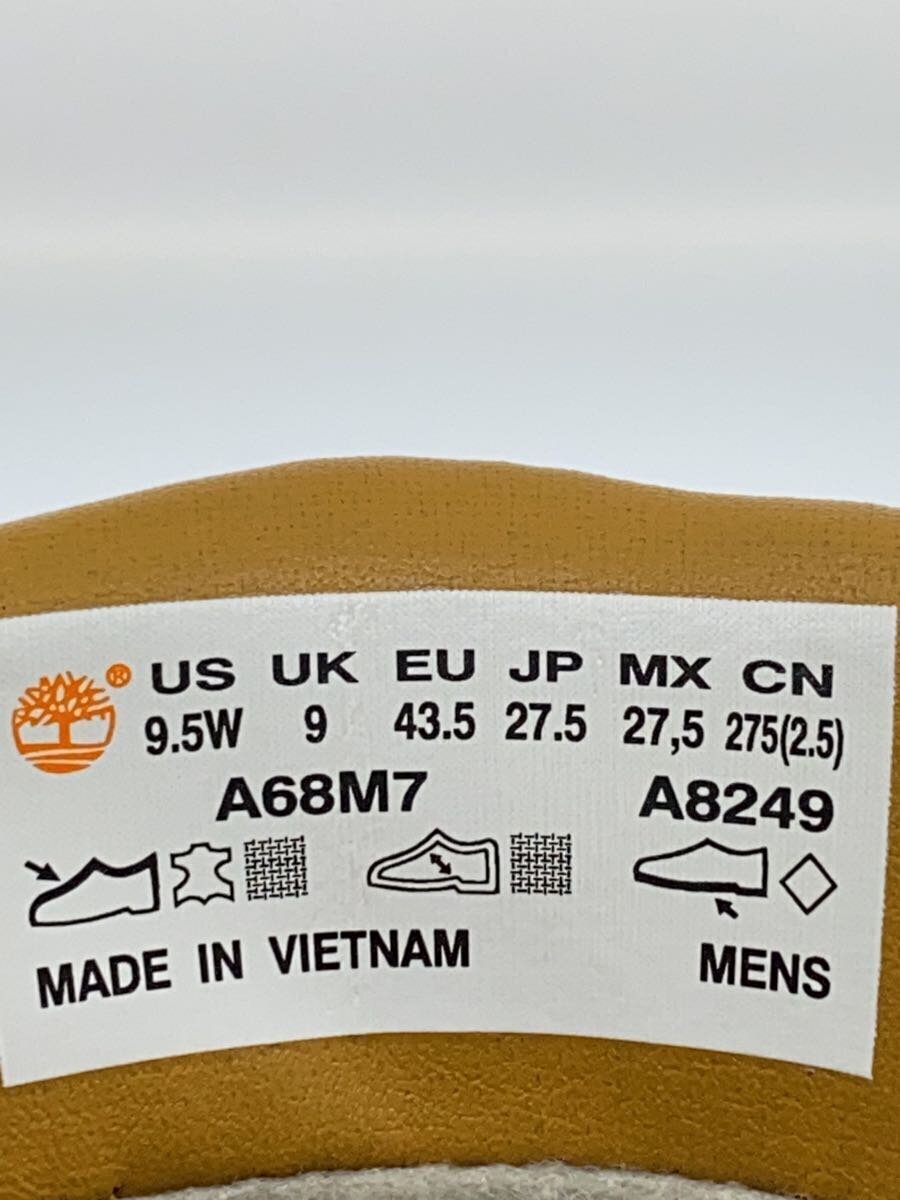 ® US UK EU JP MX CN
9.5W 9 43.5 27.5 27,5 275(2.5)
A68M7 A8249
MADE IN VIETNAM MENS